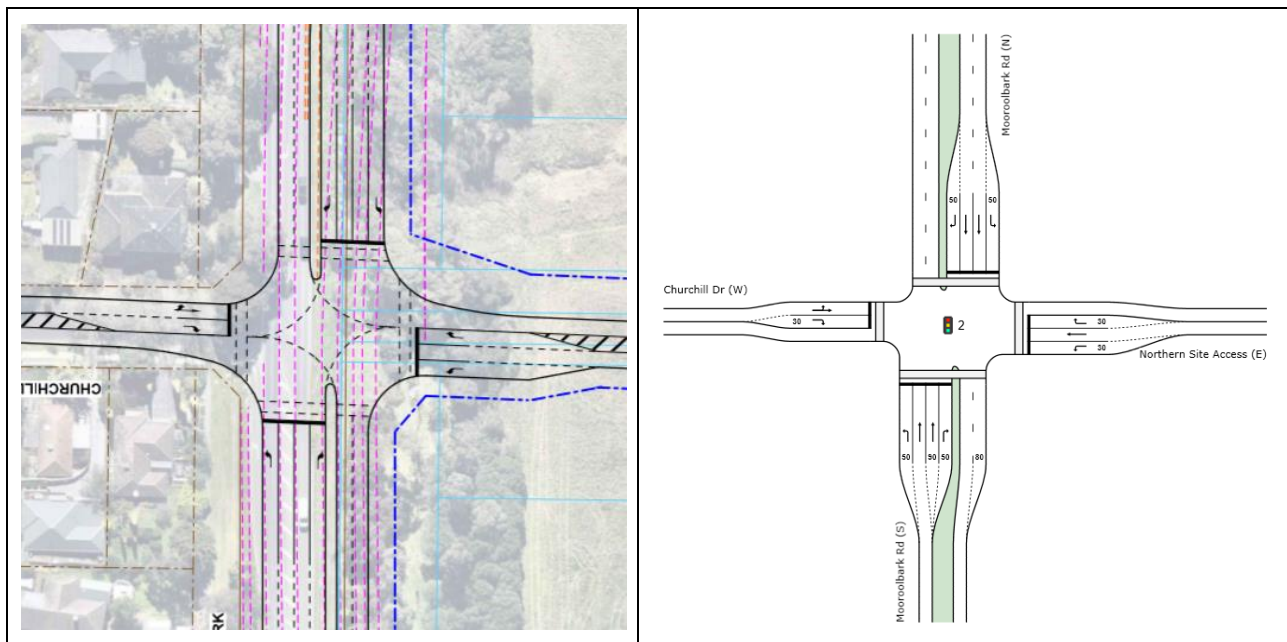 CHURCHILL
RK
Mooroolbark Rd (N)
50
50
Churchill Dr (W)
30
2
30
30
Northern Site Access (E)
50
90
50
80
Mooroolbark Rd (S)